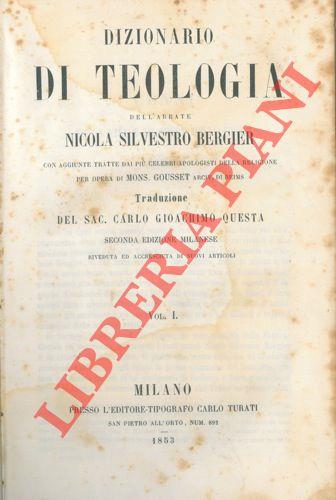 DIZIONARIO
DI TEOLOGIA
DELL'ABBATE
NICOLA SILVESTRO BERGIER
CON AGGIUNTE TRATTE DAI PIÙ CELEBRI APOLOGISTI DELLA RELIGIONE
PER OPERA DI MONS. GOUSSET ARCIV. DI REIMS
Traduzione
DEL SAC. CARLO GIOACHIMO QUESTA
SECONDA EDIZIONE MILANESE
RIVEDUTA ED ACCRESCIUTA DI NUOVI ARTICOLI
VOL. I.
MILANO
PRESSO L'EDITORE-TIPOGRAFO CARLO TURATI
SAN PIETRO ALL'ORTO, NUM. 893
1853
LIBRERIA PIANI